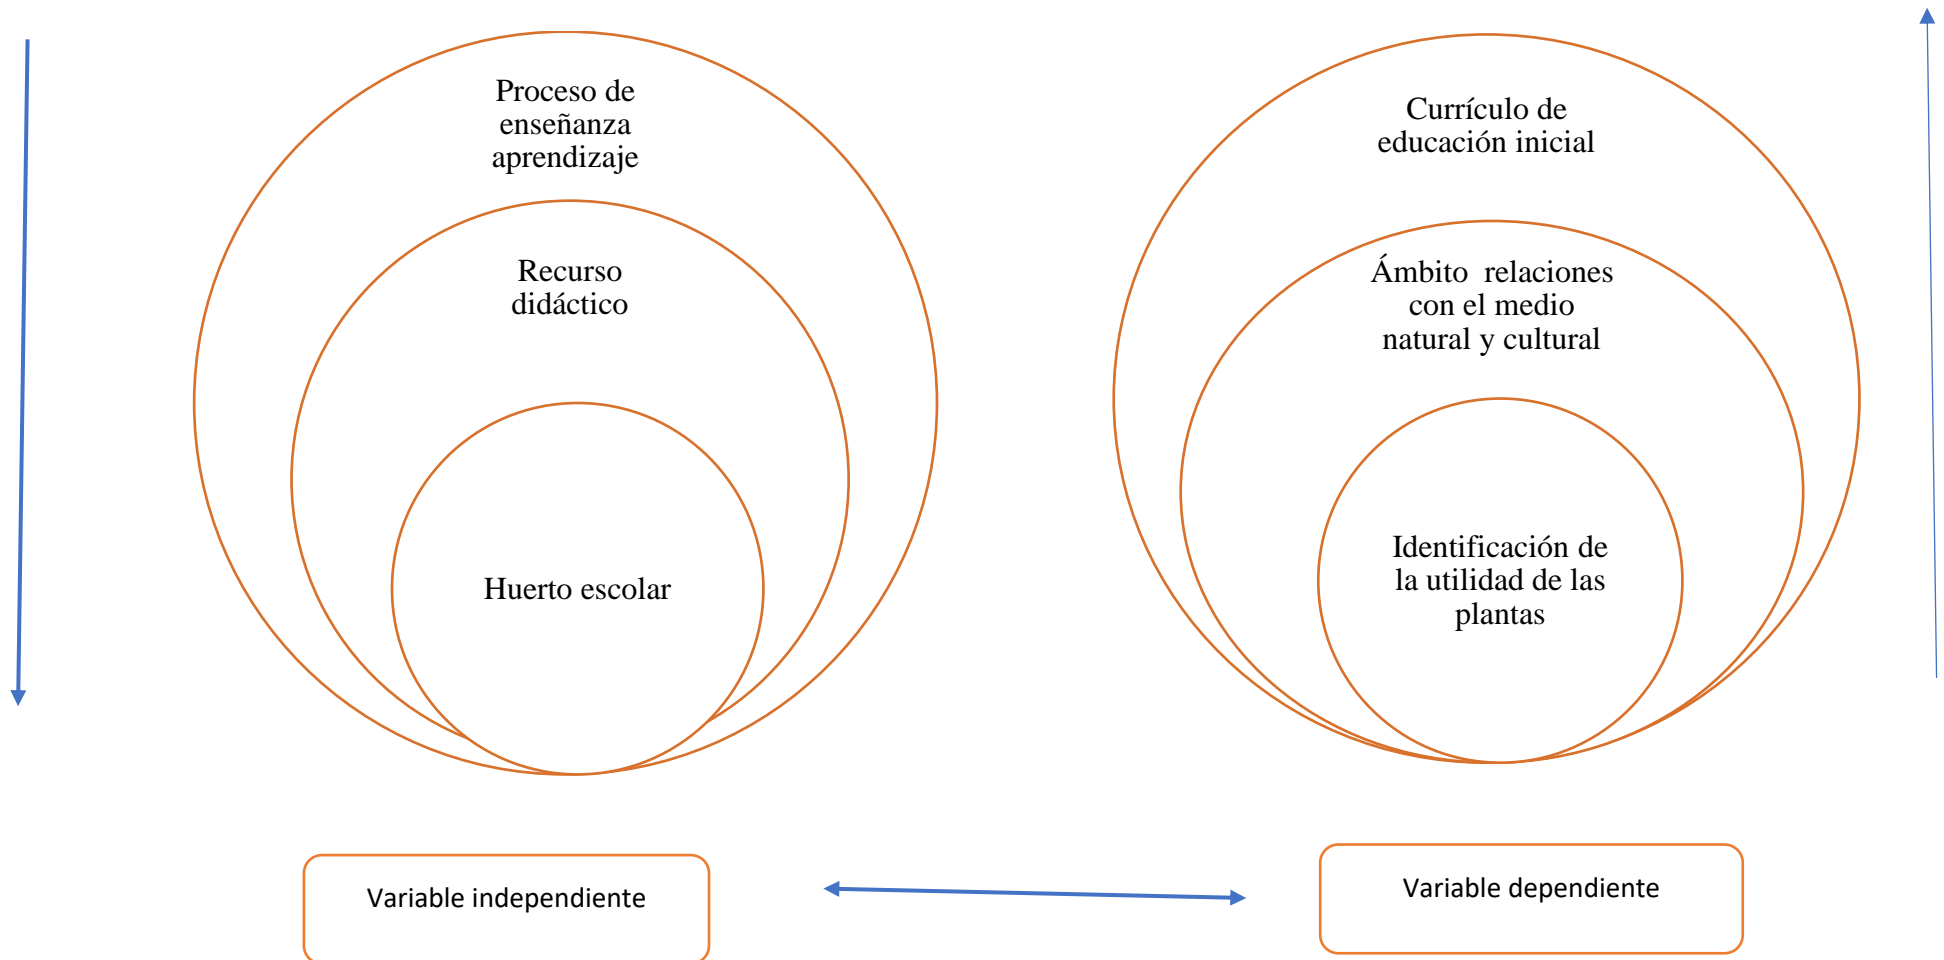 Proceso de
enseñanza
aprendizaje
Recurso
didáctico
Huerto escolar
Currículo de
educación inicial
Ámbito  relaciones
con el medio
natural y cultural
Identificación de
la utilidad de las
plantas
Variable independiente
Variable dependiente